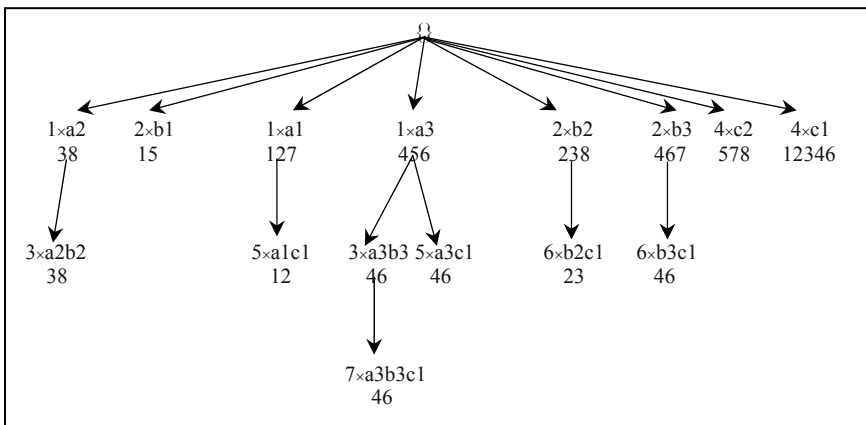 {}
1×a2 2×b1 1×a1 1×a3 2×b2 2×b3 4×c2 4×c1
38 15 127 456 238 467 578 12346
3×a2b2 5×a1c1 3×a3b3 5×a3c1 6×b2c1 6×b3c1
38 12 46 46 23 46
7×a3b3c1
46